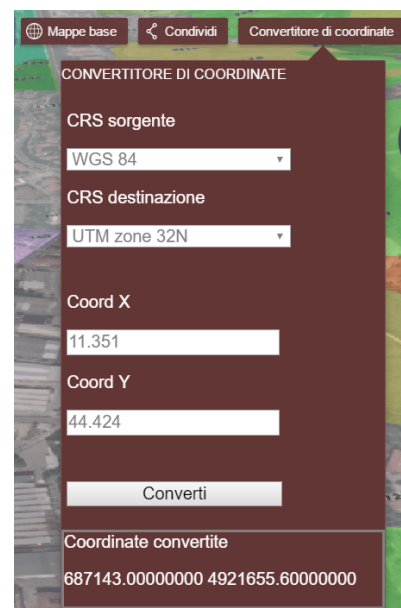 Mappe base
Condividi
Convertitore di coordinate
CONVERTITORE DI COORDINATE
CRS sorgente
WGS 84
CRS destinazione
UTM zone 32N
Coord X
11.351
Coord Y
44.424
Converti
Coordinate convertite
687143.00000000 4921655.60000000